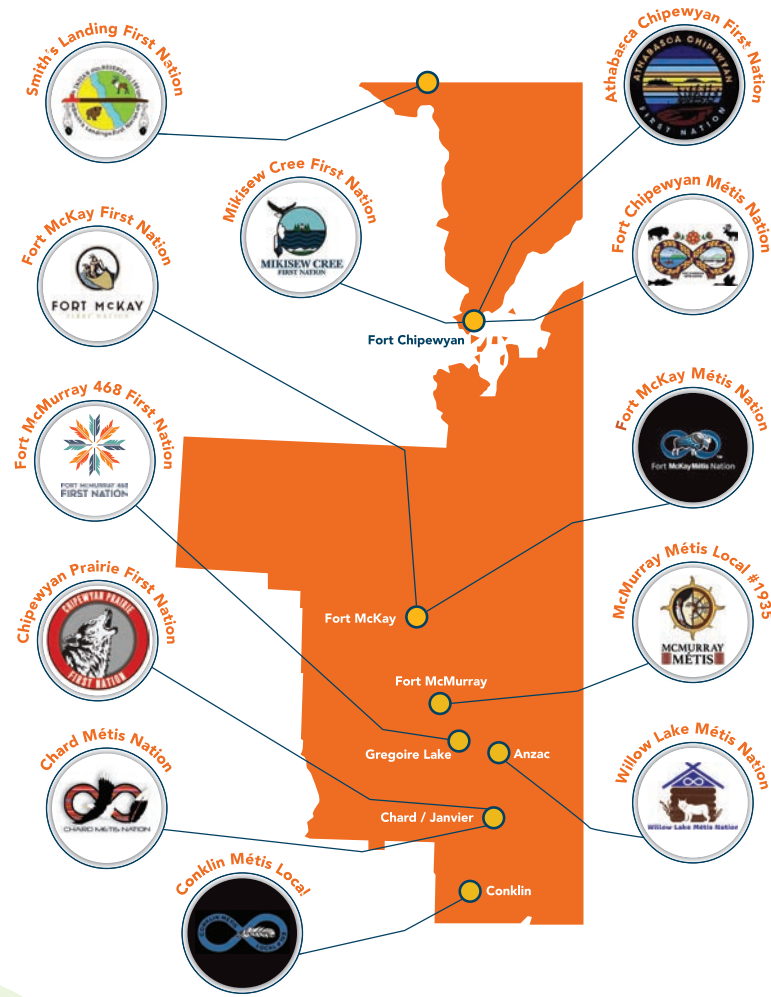 Smith's Landing First Nation
Athabasca Chipewyan First Nation
ATHABASCA CHIPEWYAN
FIRST NATION
Mikisew Cree First Nation
MIKISEW CREE
FIRST NATION
Fort Chipewyan Métis Nation
Fort McKay First Nation
FORT McKAY
FIRST NATION
Fort Chipewyan
Fort McMurray 468 First Nation
FORT MCMURRAY 468
FIRST NATION
Fort McKay Métis Nation
Fort McKay Métis Nation
Chipewyan Prairie First Nation
CHIPEWYAN PRAIRIE
FIRST NATION
Fort McKay
McMurray Métis Local #1935
MCMURRAY
MÉTIS
Fort McMurray
Gregoire Lake
Anzac
Chard Métis Nation
CHARD MÉTIS NATION
Willow Lake Métis Nation
Willow Lake Métis Nation
Chard / Janvier
Conklin Métis Local
CONKLIN MÉTIS
Conklin